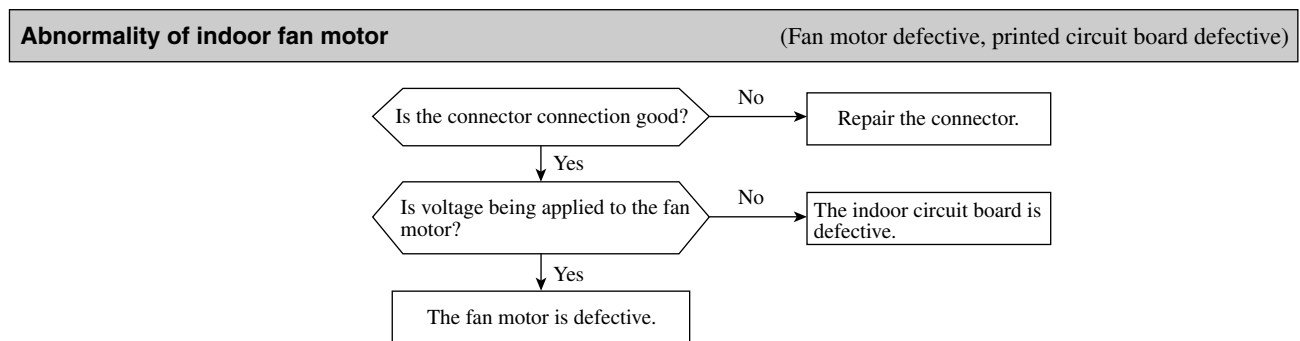 Abnormality of indoor fan motor (Fan motor defective, printed circuit board defective)
Is the connector connection good?
No
Repair the connector.
Yes
Is voltage being applied to the fan
motor?
No
The indoor circuit board is
defective.
Yes
The fan motor is defective.